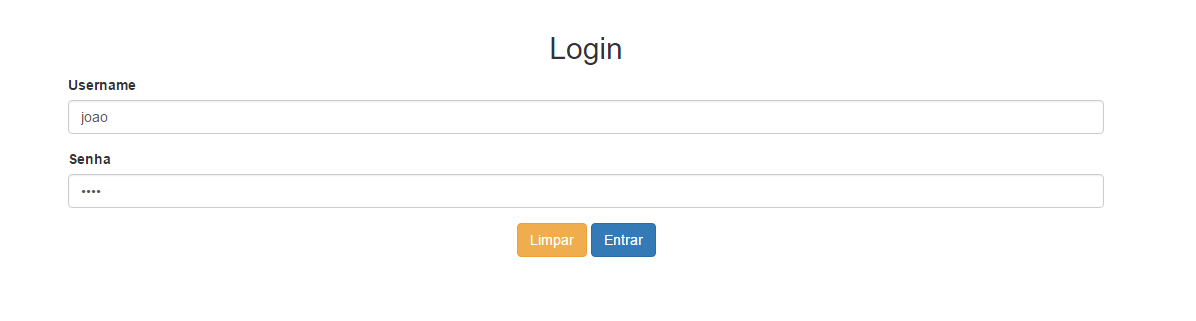 Login
Username
joao
Senha
••••
Limpar Entrar